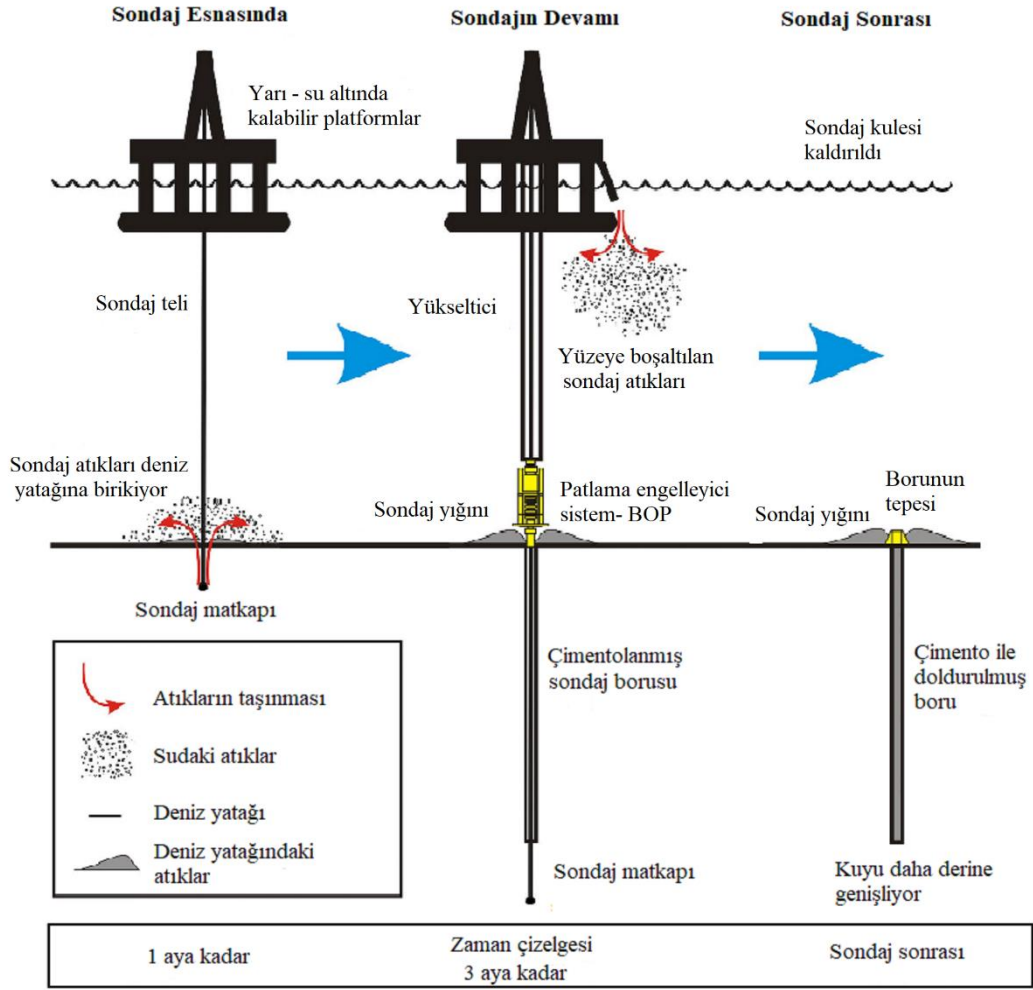 Sondaj Esnasında
Sondajın Devamı
Sondaj Sonrası
Yarı - su altında
kalabilir platformlar
Sondaj kulesi
kaldırıldı
Sondaj teli
Yükseltici
Yüzeye boşaltılan
sondaj atıkları
Sondaj atıkları deniz
yatağına birikiyor
Sondaj yığını
Patlama engelleyici
sistem- BOP
Sondaj yığını
Borunun
tepesi
Sondaj matkapı
Atıkların taşınması
Sudaki atıklar
Deniz yatağı
Deniz yatağındaki
atıklar
Çimentolanmış
sondaj borusu
Çimento ile
doldurulmuş
boru
Sondaj matkapı
Kuyu daha derine
genişliyor
1 aya kadar
Zaman çizelgesi
3 aya kadar
Sondaj sonrası